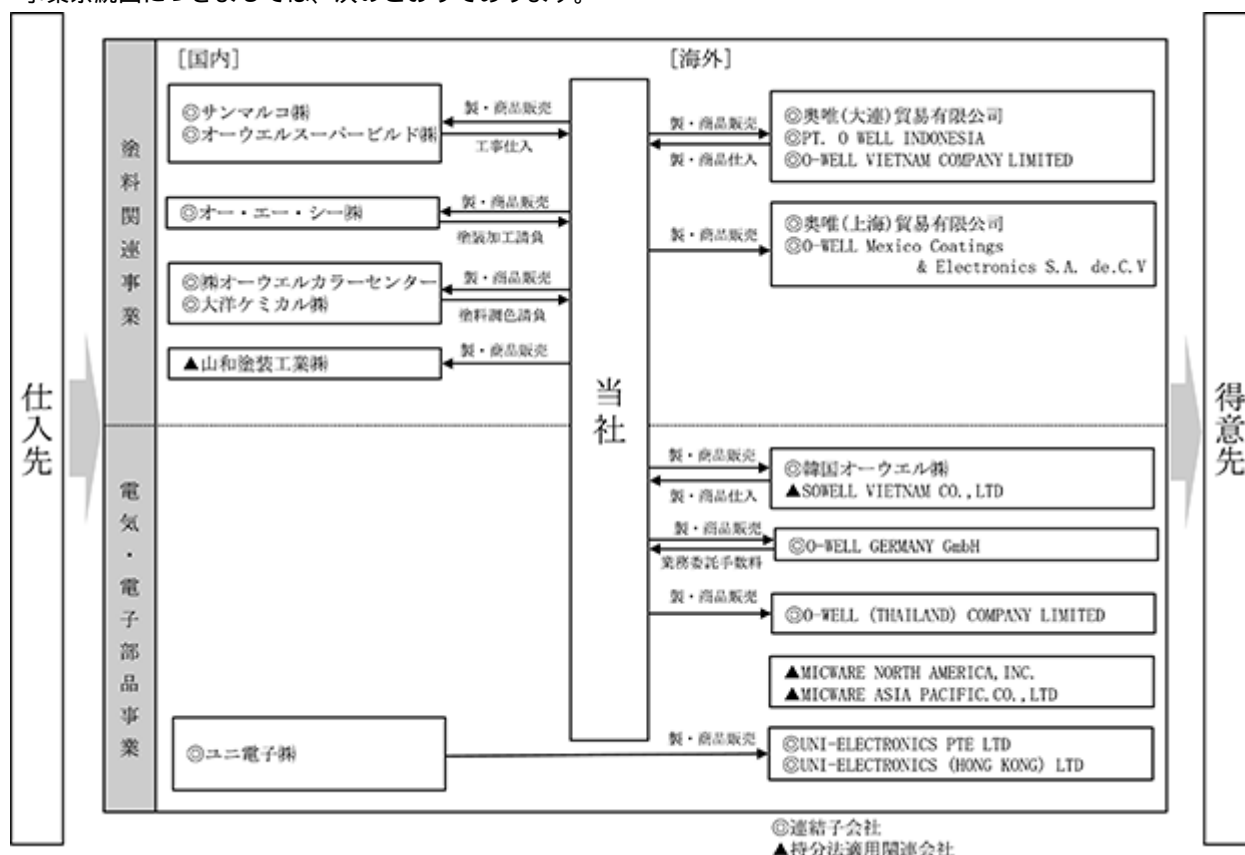 事業系統図につきましては、次のとおりであります。
仕入先
塗料関連事業
[国内]
[海外]
◎サンマルコ㈱
◎オーウエルスーパービルド㈱
製・商品販売
工事仕入
◎オー・エー・シー㈱
製・商品販売
塗装加工請負
◎㈱オーウエルカラーセンター
◎大洋ケミカル㈱
製・商品販売
塗料調色請負
▲山和塗装工業㈱
製・商品販売
当社
製・商品販売
製・商品仕入
◎奥唯(大連)貿易有限公司
◎PT. O WELL INDONESIA
◎O-WELL VIETNAM COMPANY LIMITED
製・商品販売
◎奥唯(上海)貿易有限公司
◎O-WELL Mexico Coatings
& Electronics S.A. de.C.V
電気・電子部品事業
製・商品販売
製・商品仕入
◎韓国オーウエル㈱
▲SOWELL VIETNAM CO.,LTD
製・商品販売
業務委託手数料
◎O-WELL GERMANY GmbH
製・商品販売
◎O-WELL (THAILAND) COMPANY LIMITED
▲MICWARE NORTH AMERICA,INC.
▲MICWARE ASIA PACIFIC.CO.,LTD
◎ユニ電子㈱
製・商品販売
◎UNI-ELECTRONICS PTE LTD
◎UNI-ELECTRONICS (HONG KONG) LTD
得意先
◎連結子会社
▲持分法適用関連会社